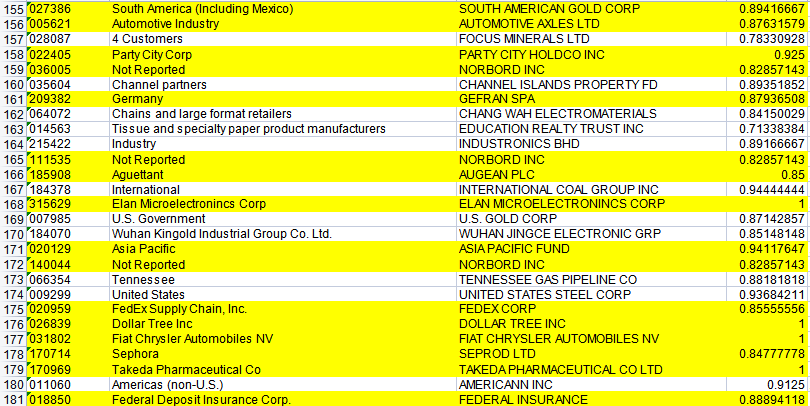 155 027386 South America (Including Mexico) SOUTH AMERICAN GOLD CORP 0.89416667
156 005621 Automotive Industry AUTOMOTIVE AXLES LTD 0.87631579
157 028087 4 Customers FOCUS MINERALS LTD 0.78330928
158 022405 Party City Corp PARTY CITY HOLDCO INC 0.925
159 036005 Not Reported NORBORD INC 0.82857143
160 035604 Channel partners CHANNEL ISLANDS PROPERTY FD 0.89351852
161 209382 Germany GEFRAN SPA 0.87936508
162 064072 Chains and large format retailers CHANG WAH ELECTROMATERIALS 0.84150029
163 014563 Tissue and specialty paper product manufacturers EDUCATION REALTY TRUST INC 0.71338384
164 215422 Industry INDUSTRONICS BHD 0.89166667
165 111535 Not Reported NORBORD INC 0.82857143
166 185908 Aguettant AUGEAN PLC 0.85
167 184378 International INTERNATIONAL COAL GROUP INC 0.94444444
168 315629 Elan Microelectronincs Corp ELAN MICROELECTRONINCS CORP 1
169 007985 U.S. Government U.S. GOLD CORP 0.87142857
170 184070 Wuhan Kingold Industrial Group Co. Ltd. WUHAN JINGCE ELECTRONIC GRP 0.85148148
171 020129 Asia Pacific ASIA PACIFIC FUND 0.94117647
172 140044 Not Reported NORBORD INC 0.82857143
173 066354 Tennessee TENNESSEE GAS PIPELINE CO 0.88181818
174 009299 United States UNITED STATES STEEL CORP 0.93684211
175 020959 FedEx Supply Chain, Inc. FEDEX CORP 0.85555556
176 026839 Dollar Tree Inc DOLLAR TREE INC 1
177 031802 Fiat Chrysler Automobiles NV FIAT CHRYSLER AUTOMOBILES NV 1
178 170714 Sephora SEPROD LTD 0.84777778
179 170969 Takeda Pharmaceutical Co TAKEDA PHARMACEUTICAL CO LTD 1
180 011060 Americas (non-U.S.) AMERICANN INC 0.9125
181 018850 Federal Deposit Insurance Corp. FEDERAL INSURANCE 0.88894118